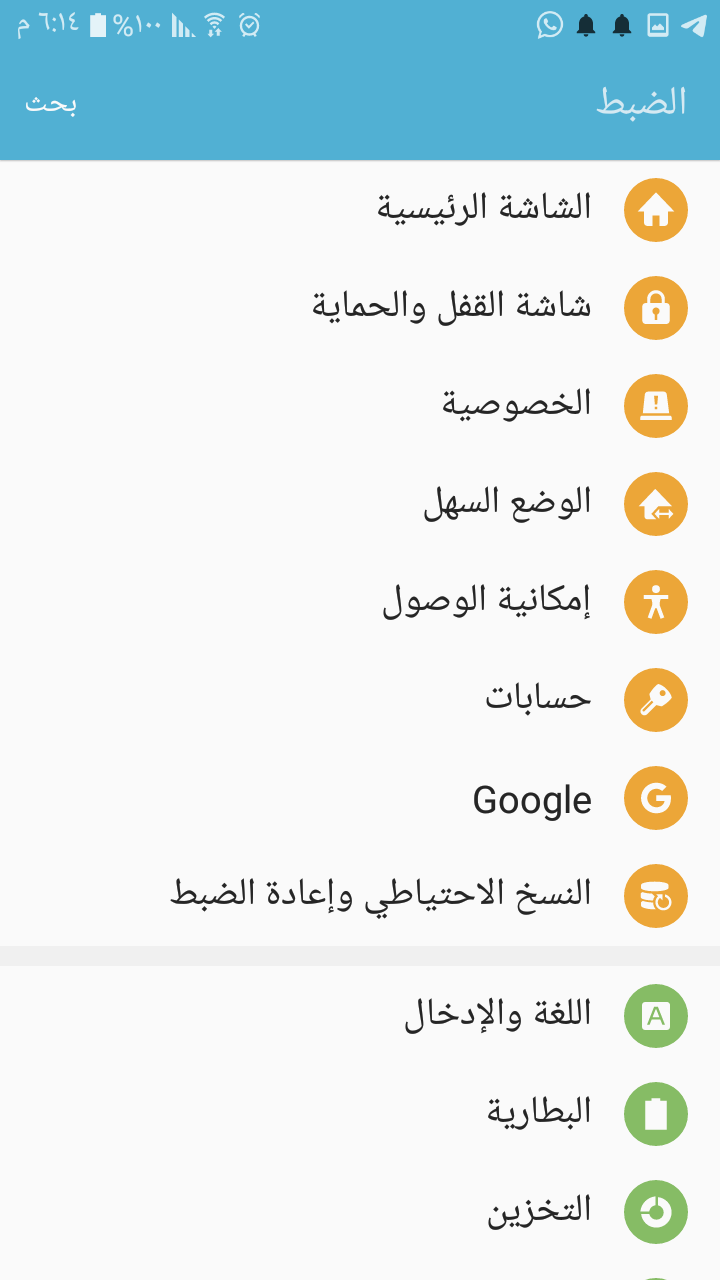 ٦:١٤ م %١٠٠
الضبط
بحث
الشاشة الرئيسية
شاشة القفل والحماية
الخصوصية
الوضع السهل
إمكانية الوصول
حسابات
Google
النسخ الاحتياطي وإعادة الضبط
اللغة والإدخال
البطارية
التخزين